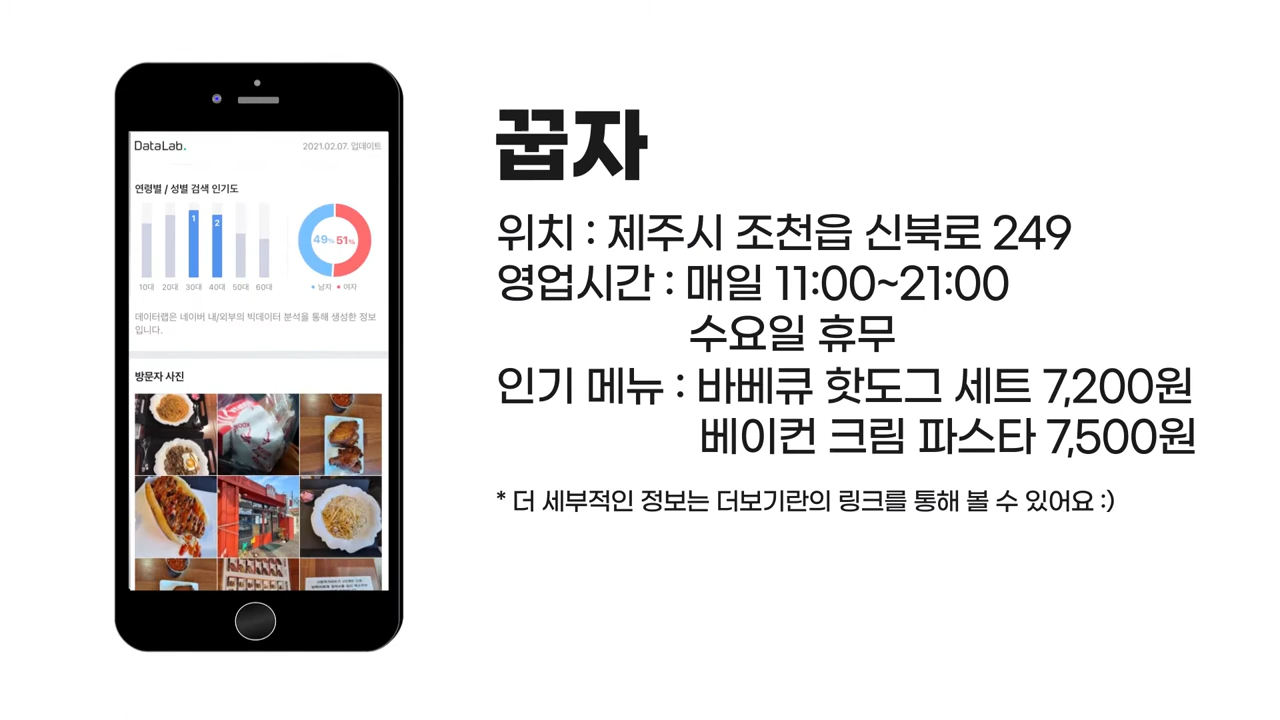 DataLab.
2021.02.07. 업데이트
연령별 / 성별 검색 인기도
1
2
49% 51%
10대 20대 30대 40대 50대 60대
남자 여자
데이터랩은 네이버 내/외부의 빅데이터 분석을 통해 생성한 정보
입니다.
방문자 사진
꿉자
위치 : 제주시 조천읍 신북로 249
영업시간 : 매일 11:00~21:00
수요일 휴무
인기 메뉴 : 바베큐 핫도그 세트 7,200원
베이컨 크림 파스타 7,500원
* 더 세부적인 정보는 더보기란의 링크를 통해 볼 수 있어요 :)